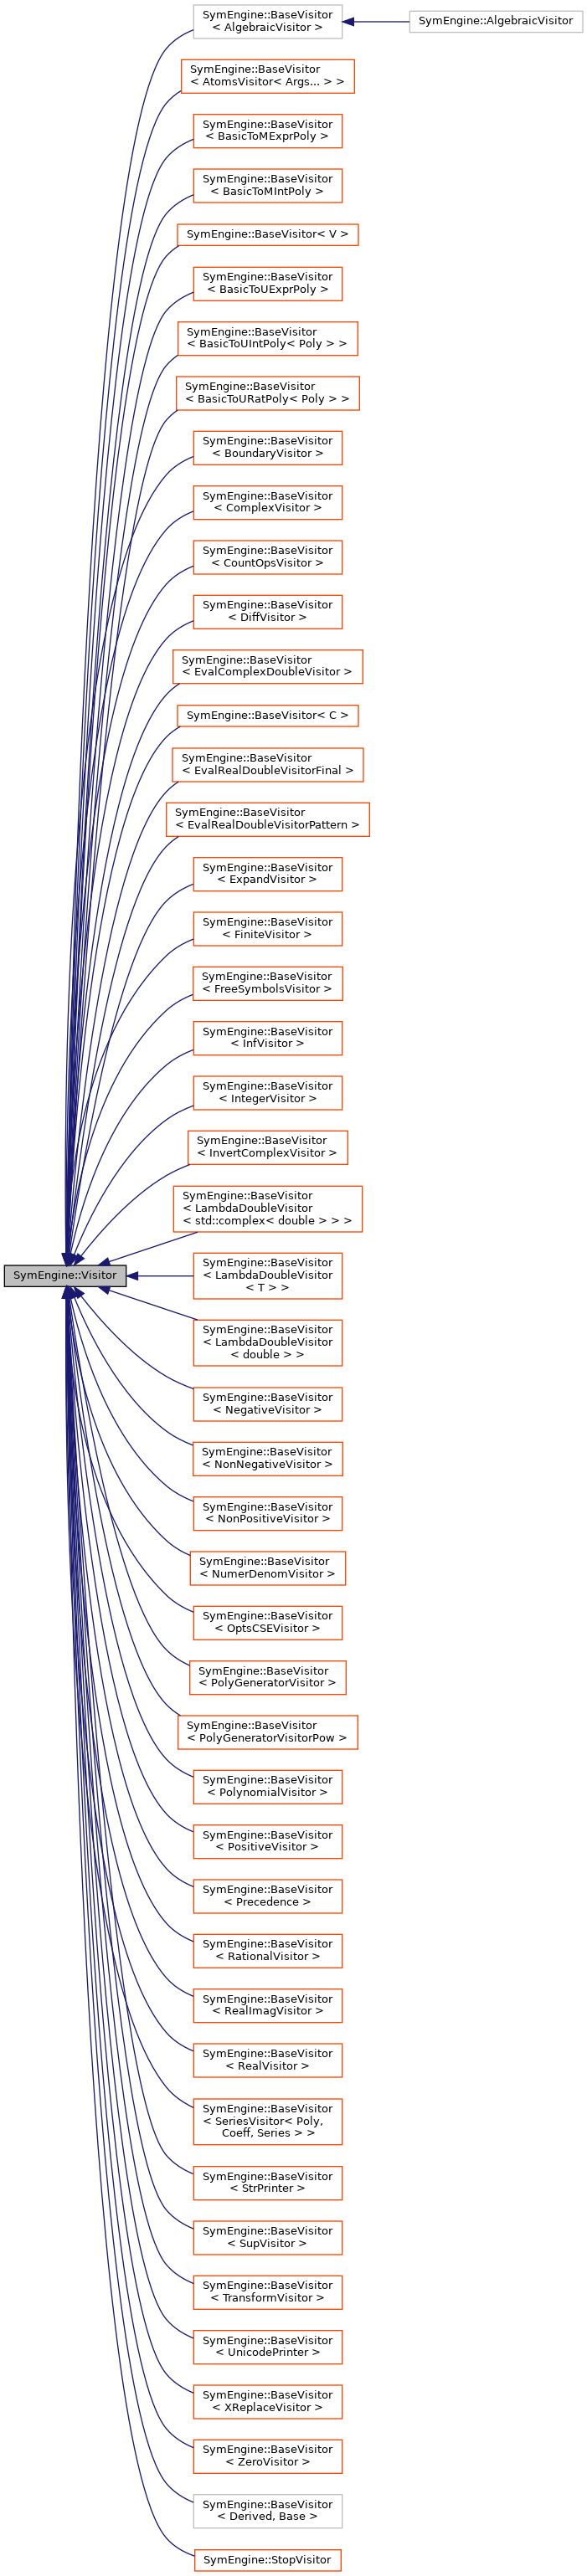 SymEngine::BaseVisitor
< AlgebraicVisitor >
SymEngine::AlgebraicVisitor
SymEngine::BaseVisitor
< AtomsVisitor< Args... > >
SymEngine::BaseVisitor
< BasicToMExprPoly >
SymEngine::BaseVisitor
< BasicToMIntPoly >
SymEngine::BaseVisitor< V >
SymEngine::BaseVisitor
< BasicToUExprPoly >
SymEngine::BaseVisitor
< BasicToUIntPoly< Poly > >
SymEngine::BaseVisitor
< BasicToURatPoly< Poly > >
SymEngine::BaseVisitor
< BoundaryVisitor >
SymEngine::BaseVisitor
< ComplexVisitor >
SymEngine::BaseVisitor
< CountOpsVisitor >
SymEngine::BaseVisitor
< DiffVisitor >
SymEngine::BaseVisitor
< EvalComplexDoubleVisitor >
SymEngine::BaseVisitor< C >
SymEngine::BaseVisitor
< EvalRealDoubleVisitorFinal >
SymEngine::BaseVisitor
< EvalRealDoubleVisitorPattern >
SymEngine::BaseVisitor
< ExpandVisitor >
SymEngine::BaseVisitor
< FiniteVisitor >
SymEngine::BaseVisitor
< FreeSymbolsVisitor >
SymEngine::BaseVisitor
< InfVisitor >
SymEngine::BaseVisitor
< IntegerVisitor >
SymEngine::BaseVisitor
< InvertComplexVisitor >
SymEngine::BaseVisitor
< LambdaDoubleVisitor
< std::complex< double > > >
SymEngine::Visitor
SymEngine::BaseVisitor
< LambdaDoubleVisitor
< T > >
SymEngine::BaseVisitor
< LambdaDoubleVisitor
< double > >
SymEngine::BaseVisitor
< NegativeVisitor >
SymEngine::BaseVisitor
< NonNegativeVisitor >
SymEngine::BaseVisitor
< NonPositiveVisitor >
SymEngine::BaseVisitor
< NumerDenomVisitor >
SymEngine::BaseVisitor
< OptsCSEVisitor >
SymEngine::BaseVisitor
< PolyGeneratorVisitor >
SymEngine::BaseVisitor
< PolyGeneratorVisitorPow >
SymEngine::BaseVisitor
< PolynomialVisitor >
SymEngine::BaseVisitor
< PositiveVisitor >
SymEngine::BaseVisitor
< Precedence >
SymEngine::BaseVisitor
< RationalVisitor >
SymEngine::BaseVisitor
< RealImagVisitor >
SymEngine::BaseVisitor
< RealVisitor >
SymEngine::BaseVisitor
< SeriesVisitor< Poly,
Coeff, Series > >
SymEngine::BaseVisitor
< StrPrinter >
SymEngine::BaseVisitor
< SupVisitor >
SymEngine::BaseVisitor
< TransformVisitor >
SymEngine::BaseVisitor
< UnicodePrinter >
SymEngine::BaseVisitor
< XReplaceVisitor >
SymEngine::BaseVisitor
< ZeroVisitor >
SymEngine::BaseVisitor
< Derived, Base >
SymEngine::StopVisitor